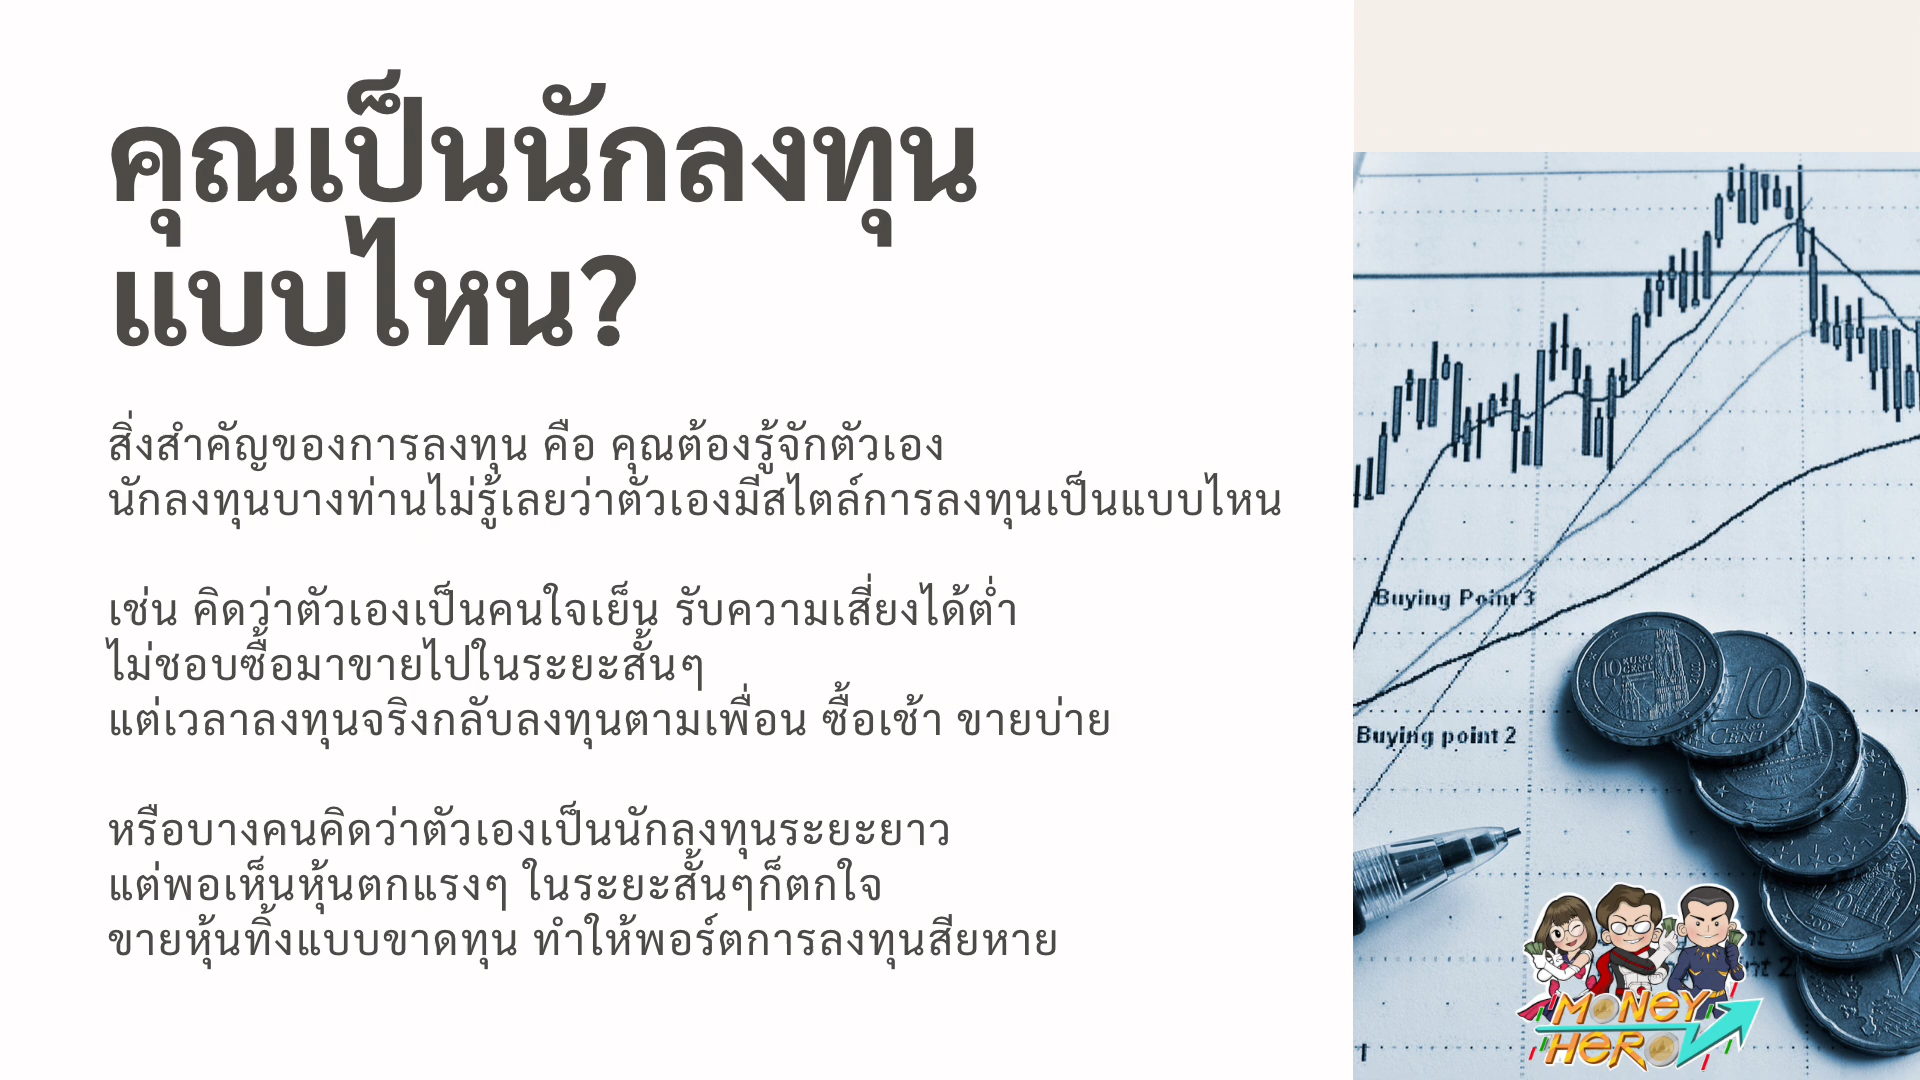 คุณเป็นนักลงทุน
แบบไหน?
สิ่งสำคัญของการลงทุน คือ คุณต้องรู้จักตัวเอง
นักลงทุนบางท่านไม่รู้เลยว่าตัวเองมีสไตล์การลงทุนเป็นแบบไหน
เช่น คิดว่าตัวเองเป็นคนใจเย็น รับความเสี่ยงได้ต่ำ
ไม่ชอบซื้อมาขายไปในระยะสั้นๆ
แต่เวลาลงทุนจริงกลับลงทุนตามเพื่อน ซื้อเช้า ขายบ่าย
หรือบางคนคิดว่าตัวเองเป็นนักลงทุนระยะยาว
แต่พอเห็นหุ้นตกแรงๆ ในระยะสั้นๆก็ตกใจ
ขายหุ้นทิ้งแบบขาดทุน ทำให้พอร์ตการลงทุนสียหาย
Buying Point 3
Buying point 2
10 EURO CENT
10
EURO
CENT
MONEY
HERO